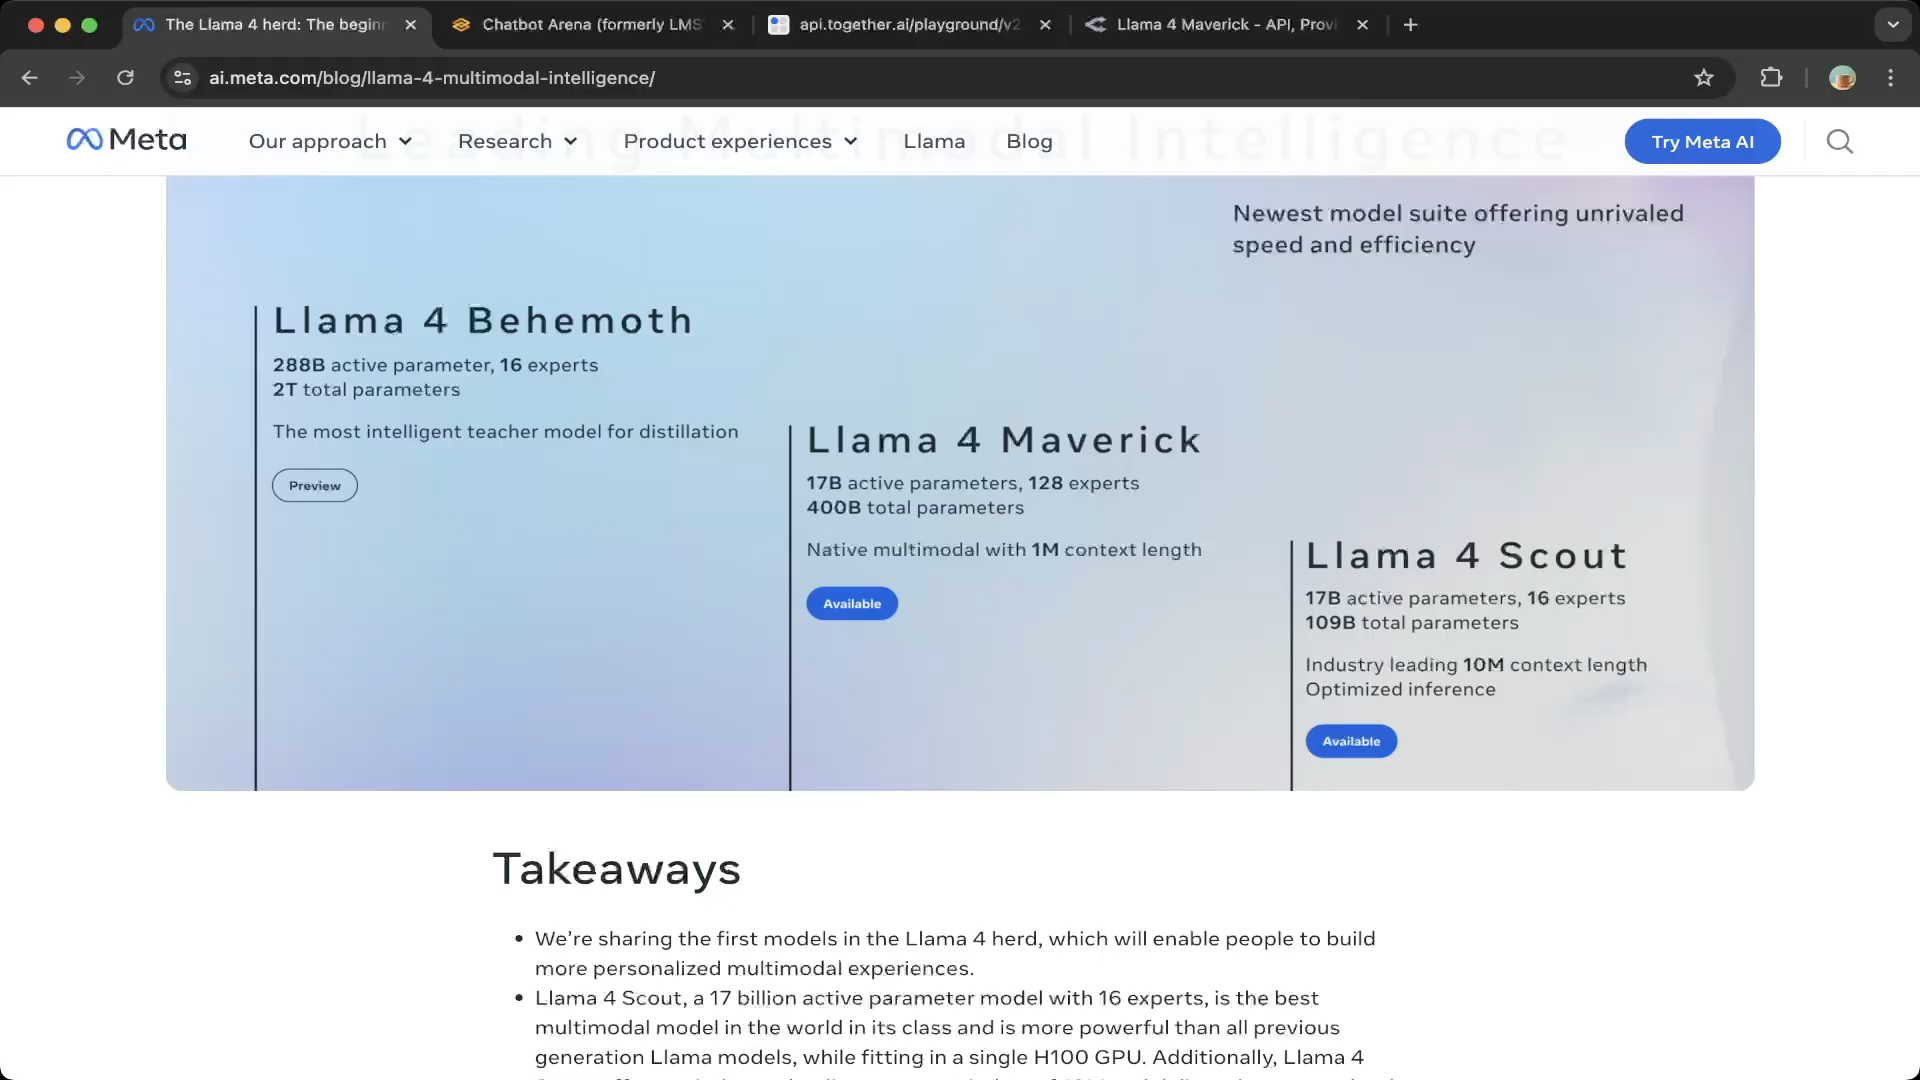 The Llama 4 herd: The begin
Chatbot Arena (formerly LMS
api.together.ai/playground/v2
Llama 4 Maverick - API, Provi
ai.meta.com/blog/llama-4-multimodal-intelligence/
Meta
Our approach
Research
Product experiences
Llama
Blog
Try Meta AI
Leading Multimodal Intelligence
Newest model suite offering unrivaled
speed and efficiency
Llama 4 Behemoth
288B active parameter, 16 experts
2T total parameters
The most intelligent teacher model for distillation
Preview
Llama 4 Maverick
17B active parameters, 128 experts
400B total parameters
Native multimodal with 1M context length
Available
Llama 4 Scout
17B active parameters, 16 experts
109B total parameters
Industry leading 10M context length
Optimized inference
Available
Takeaways
• We’re sharing the first models in the Llama 4 herd, which will enable people to build
more personalized multimodal experiences.
• Llama 4 Scout, a 17 billion active parameter model with 16 experts, is the best
multimodal model in the world in its class and is more powerful than all previous
generation Llama models, while fitting in a single H100 GPU. Additionally, Llama 4